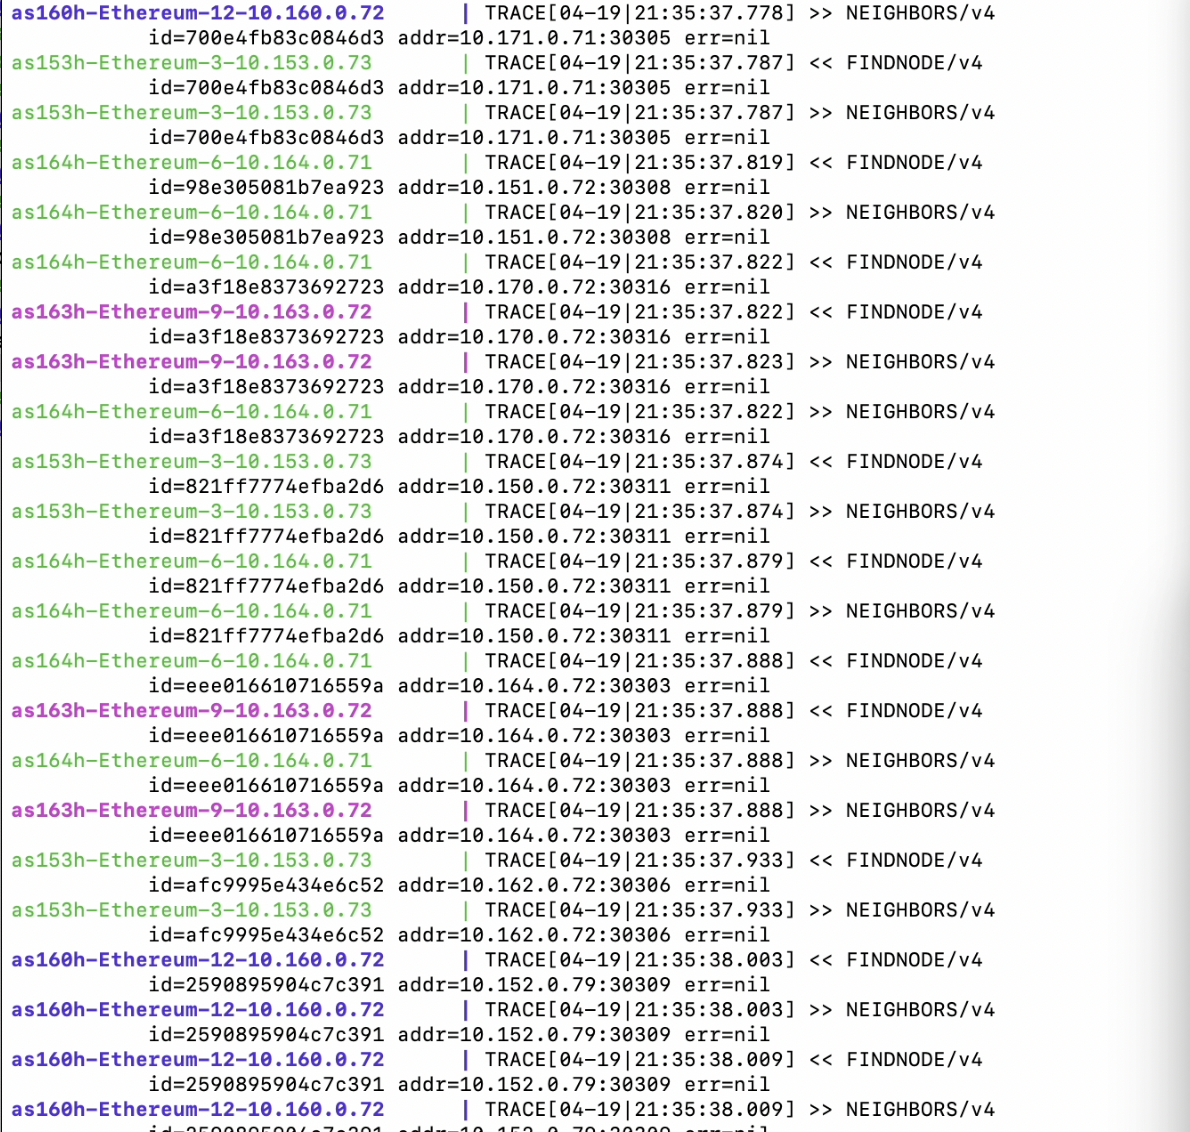 as160h-Ethereum-12-10.160.0.72 | TRACE[04-19|21:35:37.778] >> NEIGHBORS/v4
id=700e4fb83c0846d3 addr=10.171.0.71:30305 err=nil
as153h-Ethereum-3-10.153.0.73 | TRACE[04-19|21:35:37.787] << FINDNODE/v4
id=700e4fb83c0846d3 addr=10.171.0.71:30305 err=nil
as153h-Ethereum-3-10.153.0.73 | TRACE[04-19|21:35:37.787] >> NEIGHBORS/v4
id=700e4fb83c0846d3 addr=10.171.0.71:30305 err=nil
as164h-Ethereum-6-10.164.0.71 | TRACE[04-19|21:35:37.819] << FINDNODE/v4
id=98e305081b7ea923 addr=10.151.0.72:30308 err=nil
as164h-Ethereum-6-10.164.0.71 | TRACE[04-19|21:35:37.820] >> NEIGHBORS/v4
id=98e305081b7ea923 addr=10.151.0.72:30308 err=nil
as164h-Ethereum-6-10.164.0.71 | TRACE[04-19|21:35:37.822] << FINDNODE/v4
id=a3f18e8373692723 addr=10.170.0.72:30316 err=nil
as163h-Ethereum-9-10.163.0.72 | TRACE[04-19|21:35:37.822] << FINDNODE/v4
id=a3f18e8373692723 addr=10.170.0.72:30316 err=nil
as163h-Ethereum-9-10.163.0.72 | TRACE[04-19|21:35:37.823] >> NEIGHBORS/v4
id=a3f18e8373692723 addr=10.170.0.72:30316 err=nil
as164h-Ethereum-6-10.164.0.71 | TRACE[04-19|21:35:37.822] >> NEIGHBORS/v4
id=a3f18e8373692723 addr=10.170.0.72:30316 err=nil
as153h-Ethereum-3-10.153.0.73 | TRACE[04-19|21:35:37.874] << FINDNODE/v4
id=821ff7774efba2d6 addr=10.150.0.72:30311 err=nil
as153h-Ethereum-3-10.153.0.73 | TRACE[04-19|21:35:37.874] >> NEIGHBORS/v4
id=821ff7774efba2d6 addr=10.150.0.72:30311 err=nil
as164h-Ethereum-6-10.164.0.71 | TRACE[04-19|21:35:37.879] << FINDNODE/v4
id=821ff7774efba2d6 addr=10.150.0.72:30311 err=nil
as164h-Ethereum-6-10.164.0.71 | TRACE[04-19|21:35:37.879] >> NEIGHBORS/v4
id=821ff7774efba2d6 addr=10.150.0.72:30311 err=nil
as164h-Ethereum-6-10.164.0.71 | TRACE[04-19|21:35:37.888] << FINDNODE/v4
id=eee016610716559a addr=10.164.0.72:30303 err=nil
as163h-Ethereum-9-10.163.0.72 | TRACE[04-19|21:35:37.888] << FINDNODE/v4
id=eee016610716559a addr=10.164.0.72:30303 err=nil
as164h-Ethereum-6-10.164.0.71 | TRACE[04-19|21:35:37.888] >> NEIGHBORS/v4
id=eee016610716559a addr=10.164.0.72:30303 err=nil
as163h-Ethereum-9-10.163.0.72 | TRACE[04-19|21:35:37.888] >> NEIGHBORS/v4
id=eee016610716559a addr=10.164.0.72:30303 err=nil
as153h-Ethereum-3-10.153.0.73 | TRACE[04-19|21:35:37.933] << FINDNODE/v4
id=afc9995e434e6c52 addr=10.162.0.72:30306 err=nil
as153h-Ethereum-3-10.153.0.73 | TRACE[04-19|21:35:37.933] >> NEIGHBORS/v4
id=afc9995e434e6c52 addr=10.162.0.72:30306 err=nil
as160h-Ethereum-12-10.160.0.72 | TRACE[04-19|21:35:38.003] << FINDNODE/v4
id=2590895904c7c391 addr=10.152.0.79:30309 err=nil
as160h-Ethereum-12-10.160.0.72 | TRACE[04-19|21:35:38.003] >> NEIGHBORS/v4
id=2590895904c7c391 addr=10.152.0.79:30309 err=nil
as160h-Ethereum-12-10.160.0.72 | TRACE[04-19|21:35:38.009] << FINDNODE/v4
id=2590895904c7c391 addr=10.152.0.79:30309 err=nil
as160h-Ethereum-12-10.160.0.72 | TRACE[04-19|21:35:38.009] >> NEIGHBORS/v4